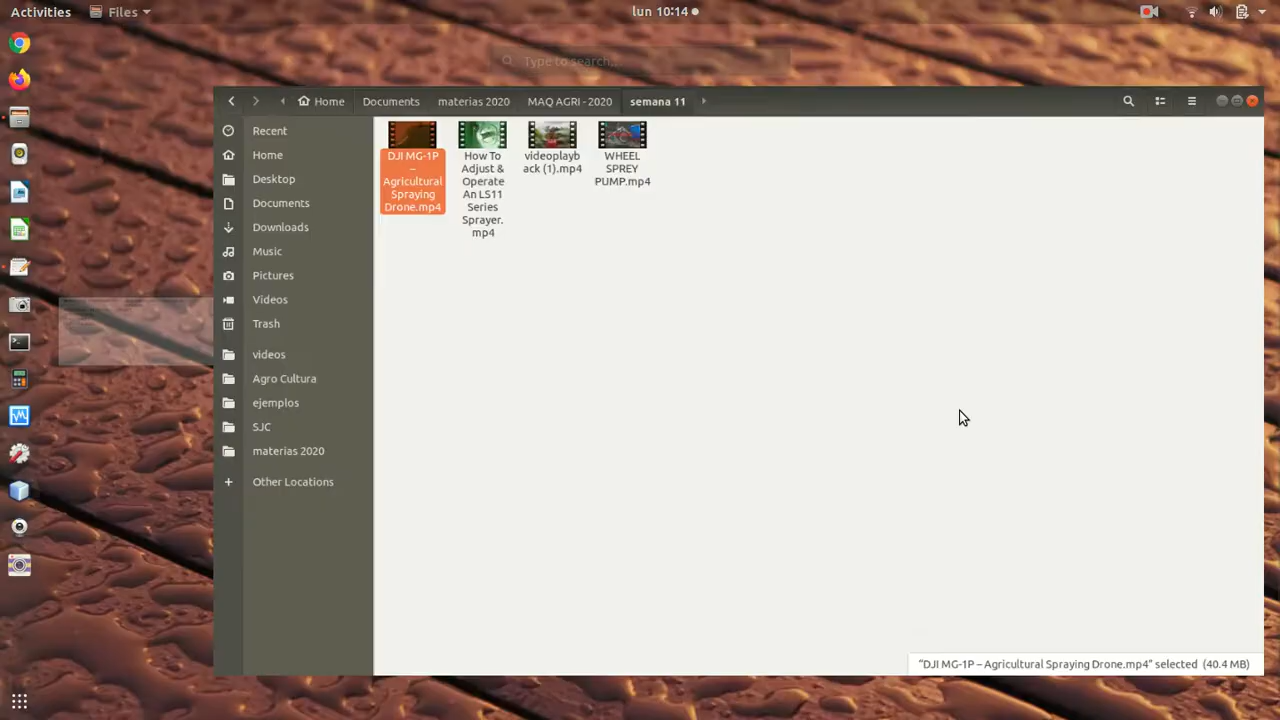 Activities
Files
lun 10:14
Type to search...
Home
Documents
materias 2020
MAQ AGRI - 2020
semana 11
Recent
Home
Desktop
Documents
Downloads
Music
Pictures
Videos
Trash
videos
Agro Cultura
ejemplos
SJC
materias 2020
Other Locations
DJI MG-1P
–
Agricultural
Spraying
Drone.mp4
How To
Adjust &
Operate
An LS11
Series
Sprayer.
mp4
videoplayb
ack (1).mp4
WHEEL
SPREY
PUMP.mp4
“DJI MG-1P – Agricultural Spraying Drone.mp4” selected (40.4 MB)